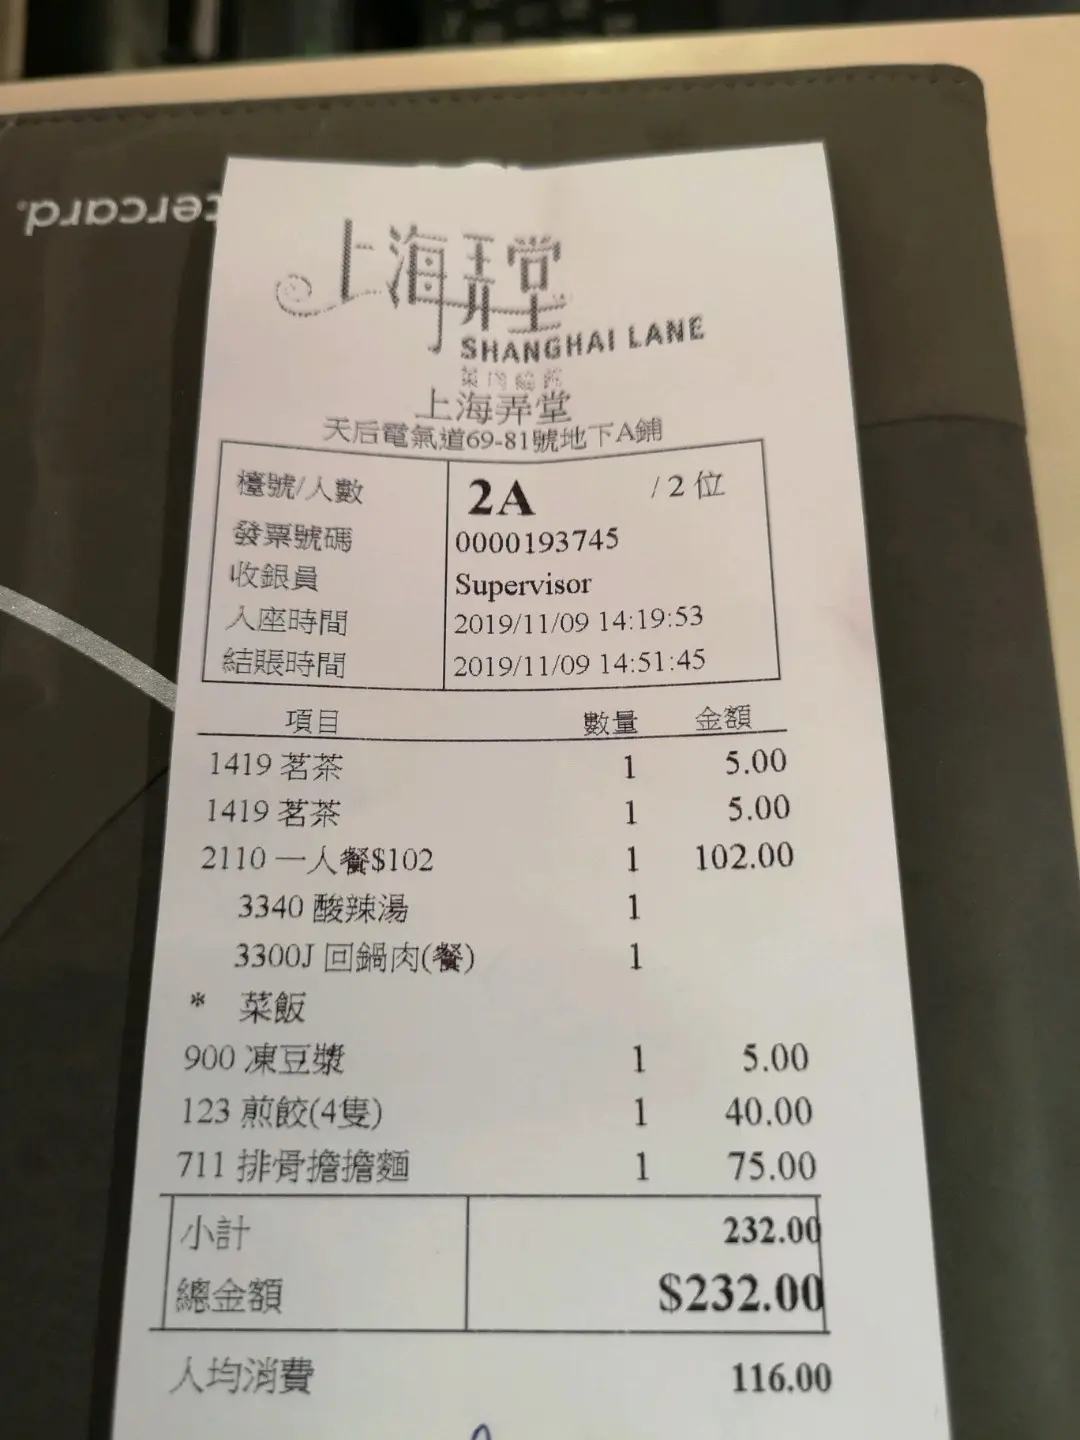 tercard.
上海弄堂
SHANGHAI LANE
上海弄堂
天后電氣道69-81號地下A鋪
檯號/人數 2A /2位
發票號碼 0000193745
收銀員 Supervisor
入座時間 2019/11/09 14:19:53
結賬時間 2019/11/09 14:51:45
項目 數量 金額
1419 茗茶 1 5.00
1419 茗茶 1 5.00
2110 一人餐$102 1 102.00
3340 酸辣湯 1
3300J 回鍋肉(餐) 1
* 菜飯
900 凍豆漿 1 5.00
123 煎餃(4隻) 1 40.00
711 排骨擔擔麵 1 75.00
小計 232.00
總金額 $232.00
人均消費 116.00